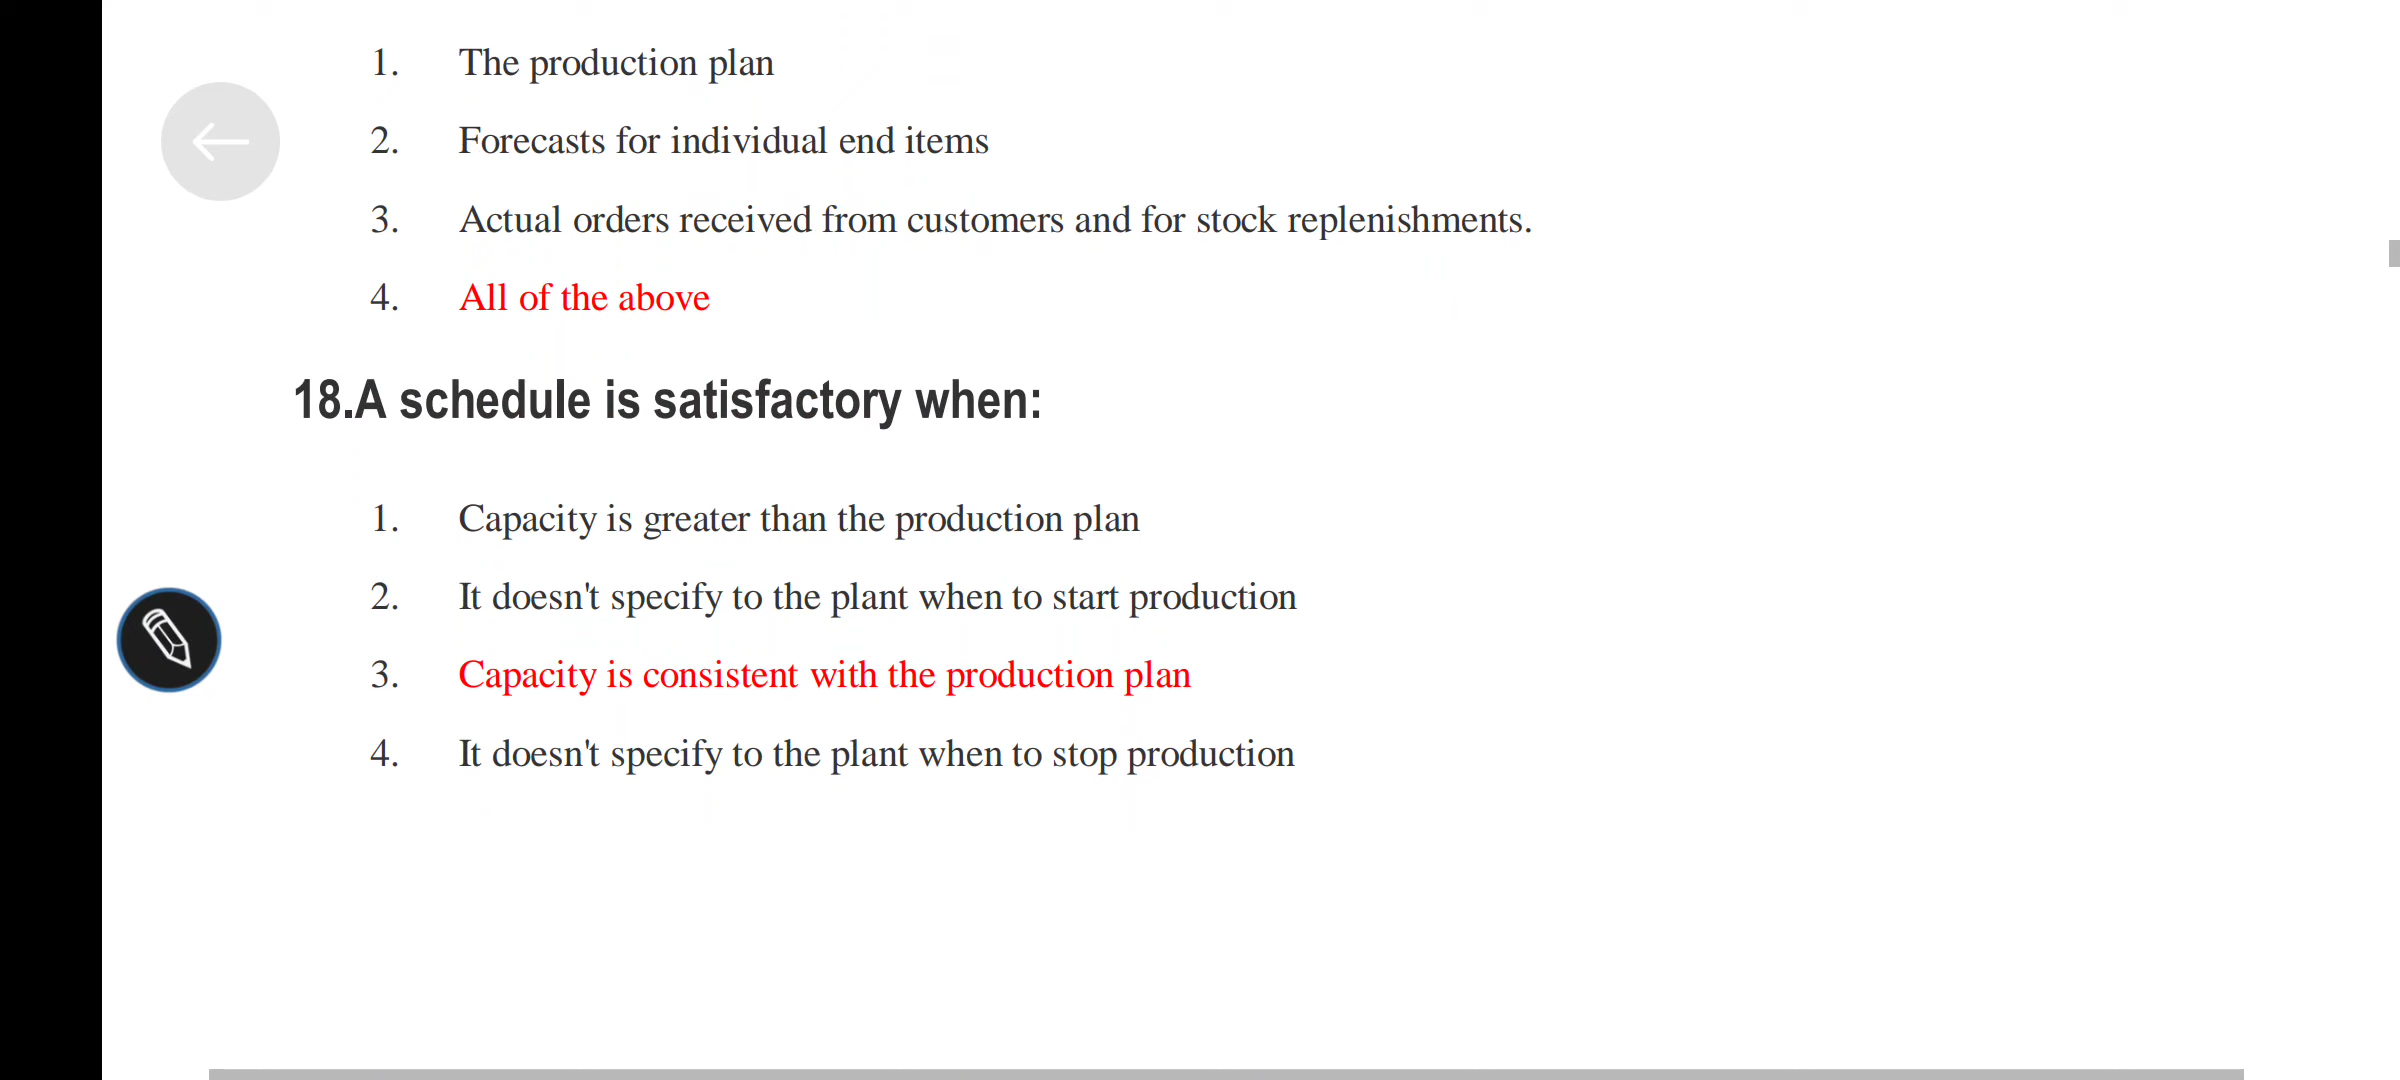 1. The production plan
2. Forecasts for individual end items
3. Actual orders received from customers and for stock replenishments.
4. All of the above
18.A schedule is satisfactory when:
1. Capacity is greater than the production plan
2. It doesn't specify to the plant when to start production
3. Capacity is consistent with the production plan
4. It doesn't specify to the plant when to stop production